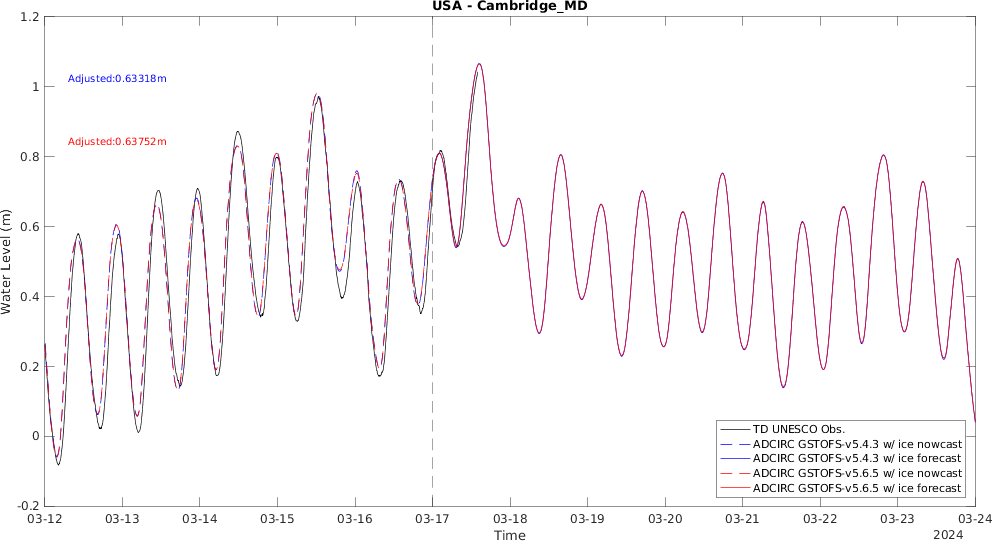 USA - Cambridge_MD
1.2
1
0.8
0.6
0.4
0.2
0
-0.2
Water Level (m)
Adjusted:0.63318m
Adjusted:0.63752m
TD UNESCO Obs.
ADCIRC GSTOFS-v5.4.3 w/ ice nowcast
ADCIRC GSTOFS-v5.4.3 w/ ice forecast
ADCIRC GSTOFS-v5.6.5 w/ ice nowcast
ADCIRC GSTOFS-v5.6.5 w/ ice forecast
03-12 03-13 03-14 03-15 03-16 03-17 03-18 03-19 03-20 03-21 03-22 03-23 03-24
Time
2024